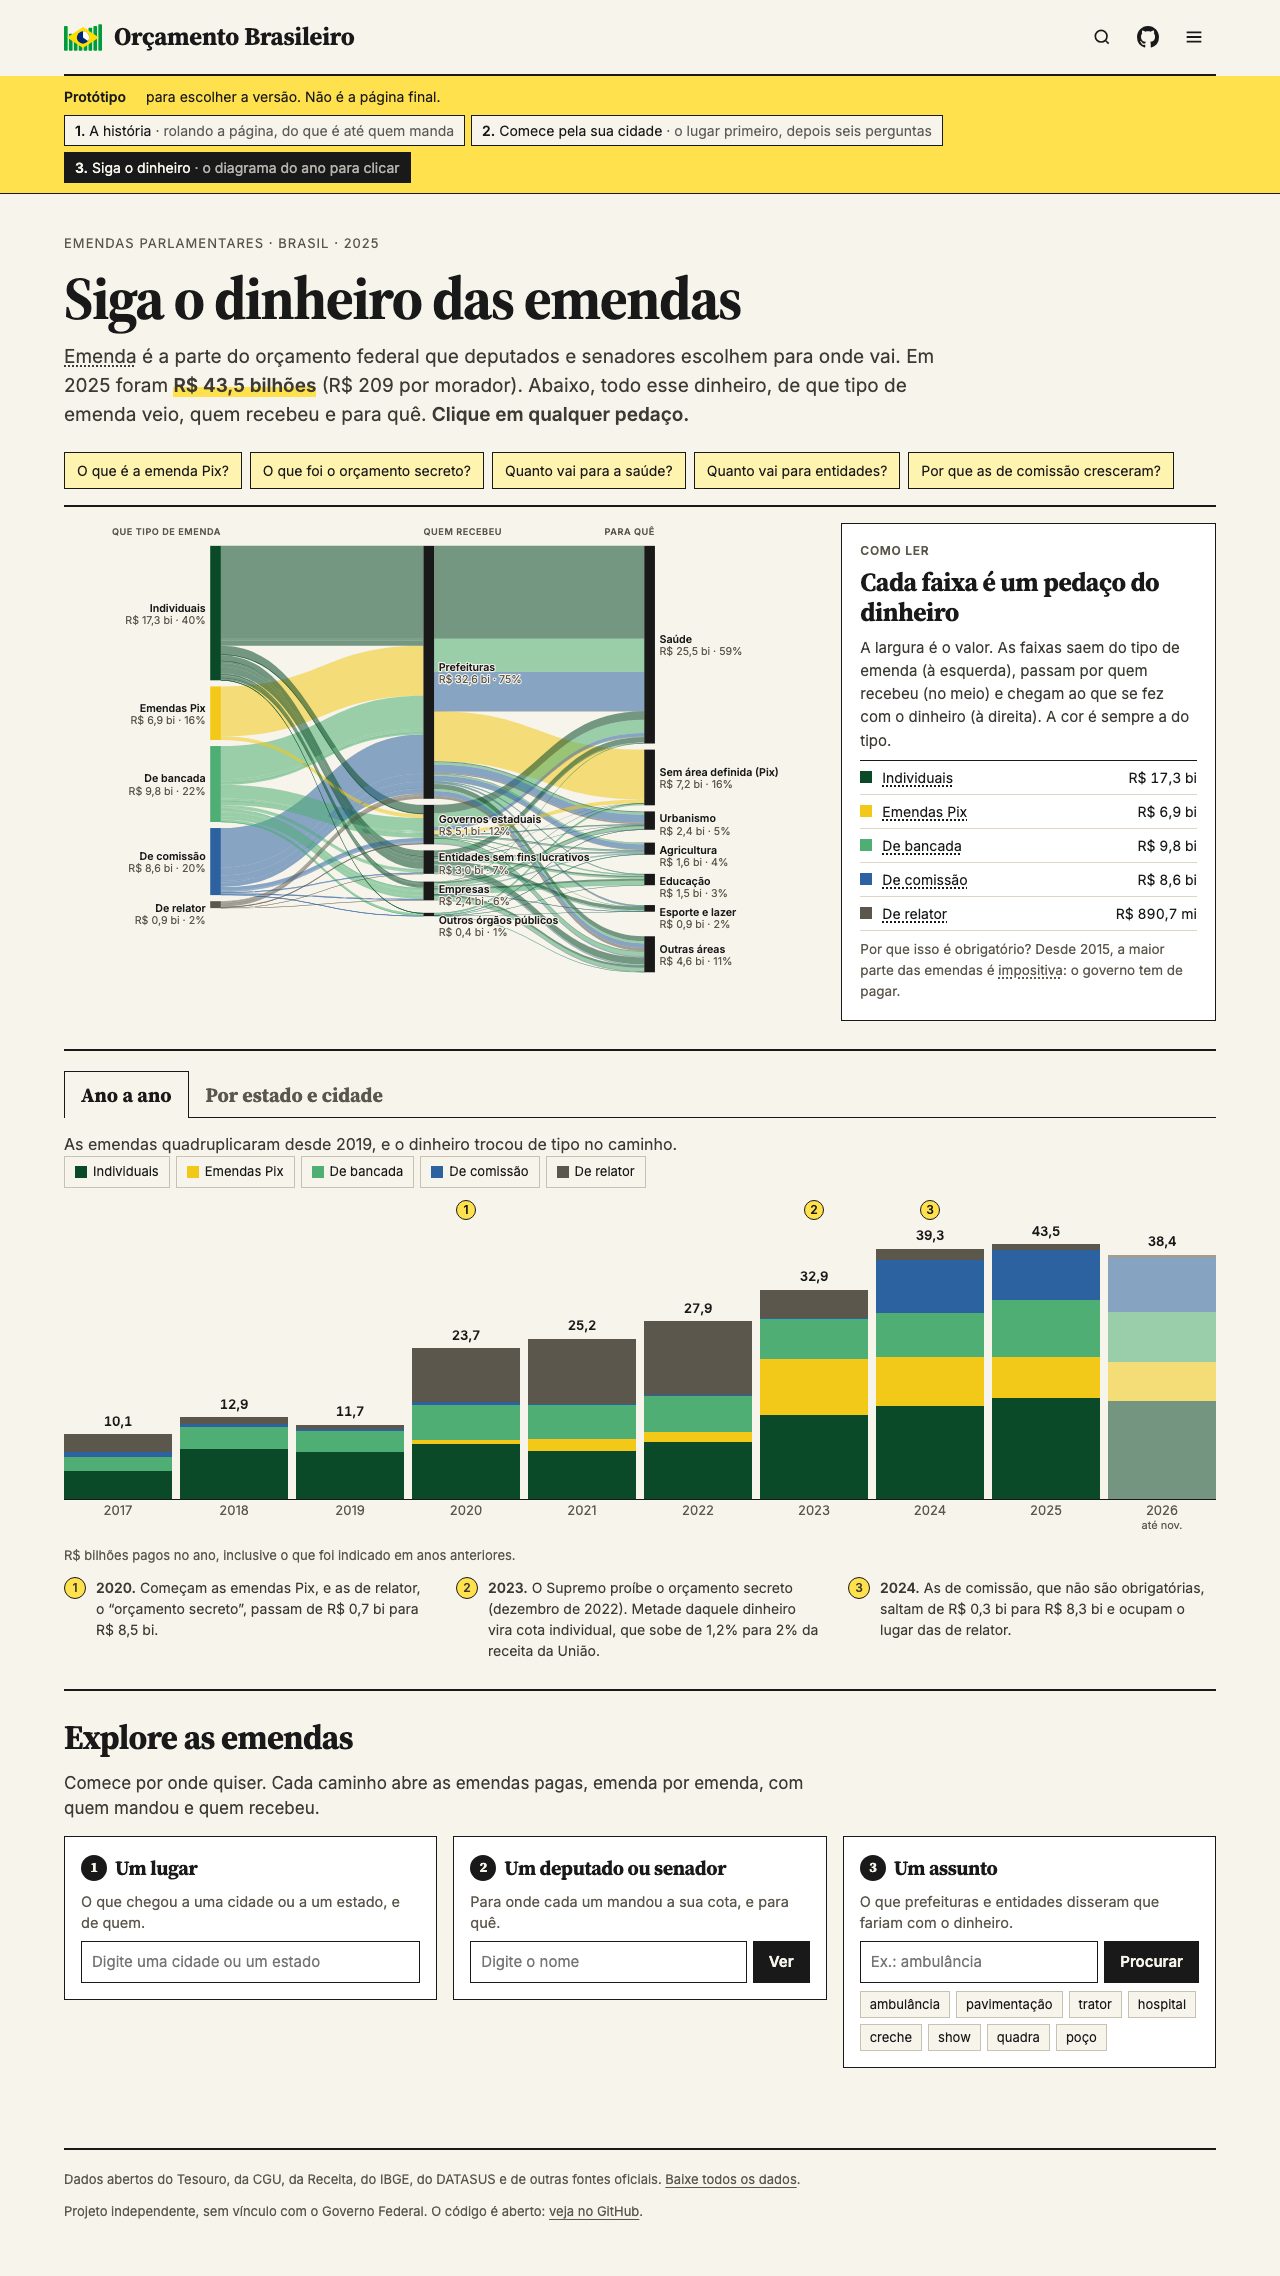 Orçamento Brasileiro
Protótipo para escolher a versão. Não é a página final.
1. A história · rolando a página, do que é até quem manda
2. Comece pela sua cidade · o lugar primeiro, depois seis perguntas
3. Siga o dinheiro · o diagrama do ano para clicar
EMENDAS PARLAMENTARES · BRASIL · 2025
Siga o dinheiro das emendas
Emenda é a parte do orçamento federal que deputados e senadores escolhem para onde vai. Em
2025 foram R$ 43,5 bilhões (R$ 209 por morador). Abaixo, todo esse dinheiro, de que tipo de
emenda veio, quem recebeu e para quê. Clique em qualquer pedaço.
O que é a emenda Pix?
O que foi o orçamento secreto?
Quanto vai para a saúde?
Quanto vai para entidades?
Por que as de comissão cresceram?
QUE TIPO DE EMENDA
QUEM RECEBEU
PARA QUÊ
Individuais
R$ 17,3 bi · 40%
Emendas Pix
R$ 6,9 bi · 16%
De bancada
R$ 9,8 bi · 22%
De comissão
R$ 8,6 bi · 20%
De relator
R$ 0,9 bi · 2%
Prefeituras
R$ 32,6 bi · 75%
Governos estaduais
R$ 5,1 bi · 12%
Entidades sem fins lucrativos
R$ 3,0 bi · 7%
Empresas
R$ 2,4 bi · 6%
Outros órgãos públicos
R$ 0,4 bi · 1%
Saúde
R$ 25,5 bi · 59%
Sem área definida (Pix)
R$ 7,2 bi · 16%
Urbanismo
R$ 2,4 bi · 5%
Agricultura
R$ 1,6 bi · 4%
Educação
R$ 1,5 bi · 3%
Esporte e lazer
R$ 0,9 bi · 2%
Outras áreas
R$ 4,6 bi · 11%
COMO LER
Cada faixa é um pedaço do
dinheiro
A largura é o valor. As faixas saem do tipo de
emenda (à esquerda), passam por quem
recebeu (no meio) e chegam ao que se fez
com o dinheiro (à direita). A cor é sempre a do
tipo.
Individuais R$ 17,3 bi
Emendas Pix R$ 6,9 bi
De bancada R$ 9,8 bi
De comissão R$ 8,6 bi
De relator R$ 890,7 mi
Por que isso é obrigatório? Desde 2015, a maior
parte das emendas é impositiva: o governo tem de
pagar.
Ano a ano
Por estado e cidade
As emendas quadruplicaram desde 2019, e o dinheiro trocou de tipo no caminho.
Individuais
Emendas Pix
De bancada
De comissão
De relator
1
2
3
10,1
12,9
11,7
23,7
25,2
27,9
32,9
39,3
43,5
38,4
2017
2018
2019
2020
2021
2022
2023
2024
2025
2026
até nov.
R$ bilhões pagos no ano, inclusive o que foi indicado em anos anteriores.
1 2020. Começam as emendas Pix, e as de relator,
o “orçamento secreto”, passam de R$ 0,7 bi para
R$ 8,5 bi.
2 2023. O Supremo proíbe o orçamento secreto
(dezembro de 2022). Metade daquele dinheiro
vira cota individual, que sobe de 1,2% para 2% da
receita da União.
3 2024. As de comissão, que não são obrigatórias,
saltam de R$ 0,3 bi para R$ 8,3 bi e ocupam o
lugar das de relator.
Explore as emendas
Comece por onde quiser. Cada caminho abre as emendas pagas, emenda por emenda, com
quem mandou e quem recebeu.
1 Um lugar
O que chegou a uma cidade ou a um estado, e
de quem.
Digite uma cidade ou um estado
2 Um deputado ou senador
Para onde cada um mandou a sua cota, e para
quê.
Digite o nome
Ver
3 Um assunto
O que prefeituras e entidades disseram que
fariam com o dinheiro.
Ex.: ambulância
Procurar
ambulância
pavimentação
trator
hospital
creche
show
quadra
poço
Dados abertos do Tesouro, da CGU, da Receita, do IBGE, do DATASUS e de outras fontes oficiais. Baixe todos os dados.
Projeto independente, sem vínculo com o Governo Federal. O código é aberto: veja no GitHub.